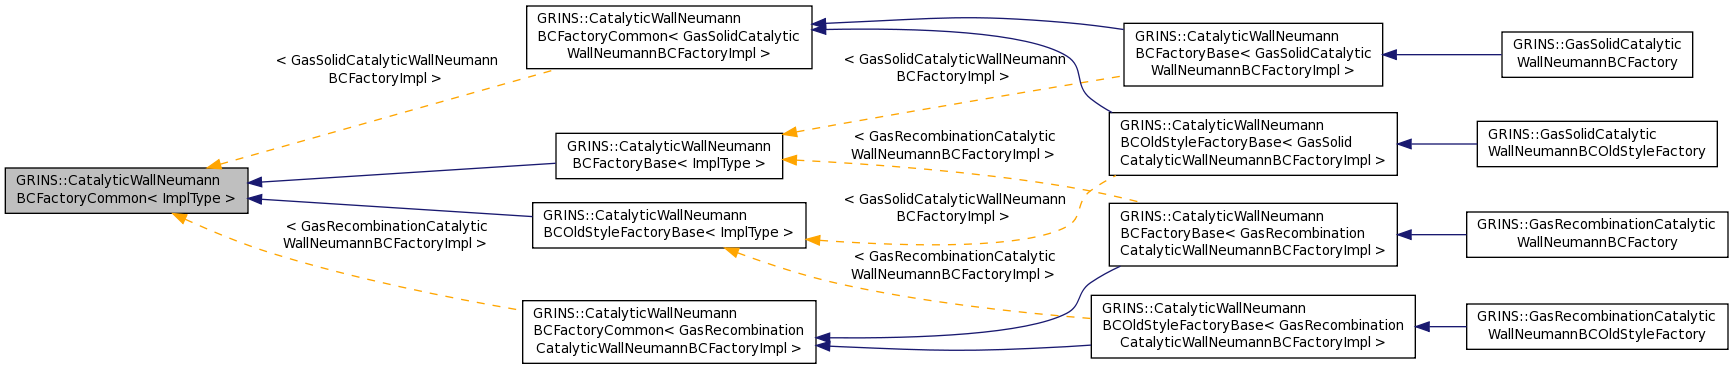 GRINS::CatalyticWallNeumann
BCFactoryCommon< ImplType >
< GasSolidCatalyticWallNeumann
BCFactoryImpl >
< GasRecombinationCatalytic
WallNeumannBCFactoryImpl >
GRINS::CatalyticWallNeumann
BCFactoryCommon< GasSolidCatalytic
WallNeumannBCFactoryImpl >
GRINS::CatalyticWallNeumann
BCFactoryBase< ImplType >
GRINS::CatalyticWallNeumann
BCOldStyleFactoryBase< ImplType >
GRINS::CatalyticWallNeumann
BCFactoryCommon< GasRecombination
CatalyticWallNeumannBCFactoryImpl >
< GasSolidCatalyticWallNeumann
BCFactoryImpl >
< GasRecombinationCatalytic
WallNeumannBCFactoryImpl >
< GasSolidCatalyticWallNeumann
BCFactoryImpl >
< GasRecombinationCatalytic
WallNeumannBCFactoryImpl >
GRINS::CatalyticWallNeumann
BCFactoryBase< GasSolidCatalytic
WallNeumannBCFactoryImpl >
GRINS::CatalyticWallNeumann
BCOldStyleFactoryBase< GasSolid
CatalyticWallNeumannBCFactoryImpl >
GRINS::CatalyticWallNeumann
BCFactoryBase< GasRecombination
CatalyticWallNeumannBCFactoryImpl >
GRINS::CatalyticWallNeumann
BCOldStyleFactoryBase< GasRecombination
CatalyticWallNeumannBCFactoryImpl >
GRINS::GasSolidCatalytic
WallNeumannBCFactory
GRINS::GasSolidCatalytic
WallNeumannBCOldStyleFactory
GRINS::GasRecombinationCatalytic
WallNeumannBCFactory
GRINS::GasRecombinationCatalytic
WallNeumannBCOldStyleFactory